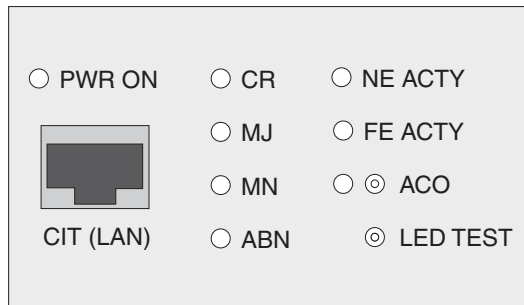 PWR ON
CR
NE ACTY
MJ
FE ACTY
MN
ACO
CIT (LAN)
ABN
LED TEST